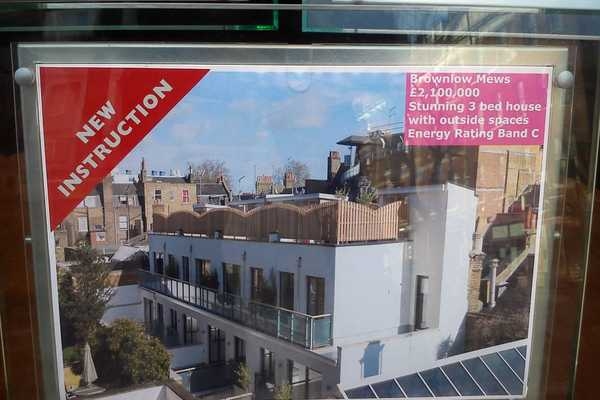 NEW
INSTRUCTION
Brownlow Mews
£2,100,000
Stunning 3 bed house
with outside spaces
Energy Rating Band C